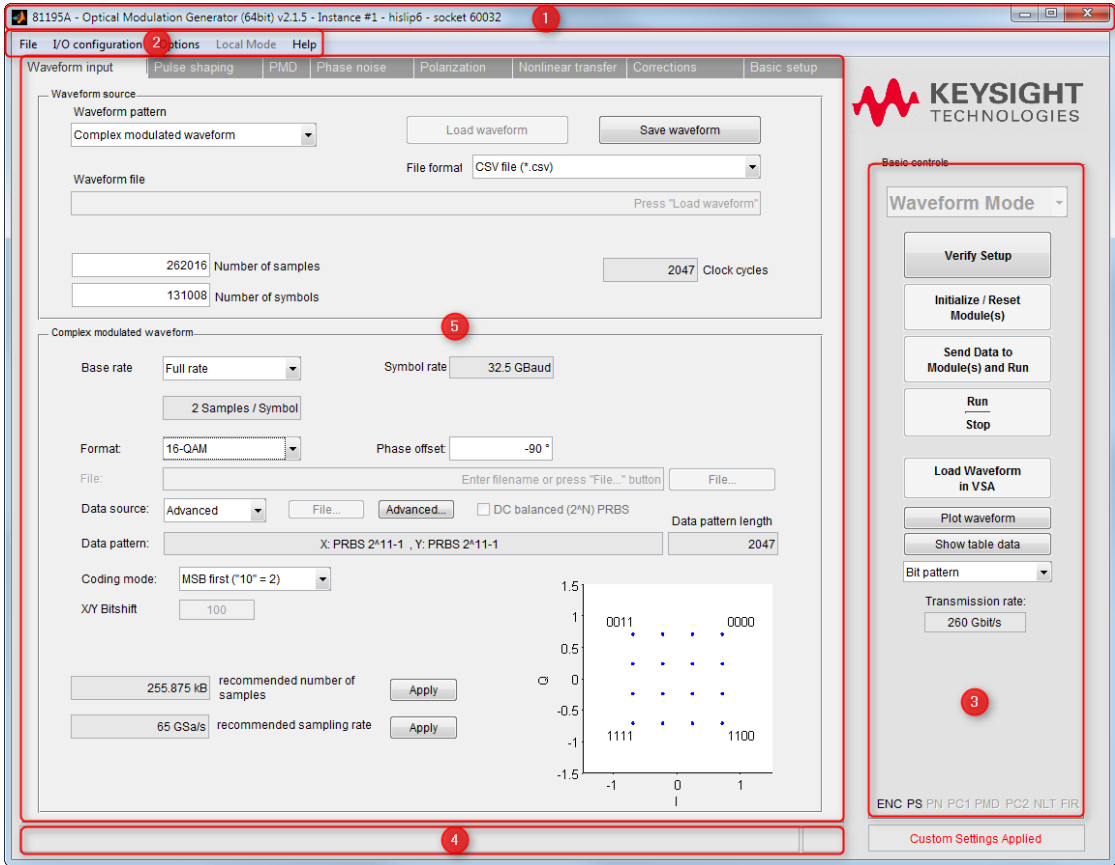 81195A - Optical Modulation Generator (64bit) v2.1.5 - Instance #1 - hislip6 - socket 60032
1
File I/O configuration 2 Options Local Mode Help
Waveform input Pulse shaping PMD Phase noise Polarization Nonlinear transfer Corrections Basic setup
KEYSIGHT
TECHNOLOGIES
Waveform source
Waveform pattern
Complex modulated waveform
Load waveform Save waveform
File format CSV file (*.csv)
Waveform file
Press "Load waveform"
262016 Number of samples
2047 Clock cycles
131008 Number of symbols
5
Complex modulated waveform
Base rate Full rate Symbol rate 32.5 GBaud
2 Samples / Symbol
Format: 16-QAM Phase offset: -90 °
File: Enter filename or press "File..." button File...
Data source: Advanced File... Advanced... DC balanced (2^N) PRBS
Data pattern length
Data pattern: X: PRBS 2^11-1 , Y: PRBS 2^11-1 2047
Coding mode: MSB first ("10" = 2)
X/Y Bitshift 100
255.875 kB recommended number of
samples
Apply
65 GSa/s recommended sampling rate Apply
1.5
1
0.5
0
-0.5
-1
-1.5
Q
0011 0000
1111 1100
-1 0 1
I
Basic controls
Waveform Mode
Verify Setup
Initialize / Reset
Module(s)
Send Data to
Module(s) and Run
Run
Stop
Load Waveform
in VSA
Plot waveform
Show table data
Bit pattern
Transmission rate:
260 Gbit/s
3
ENC PS PN PC1 PMD PC2 NLT FIR
4
Custom Settings Applied